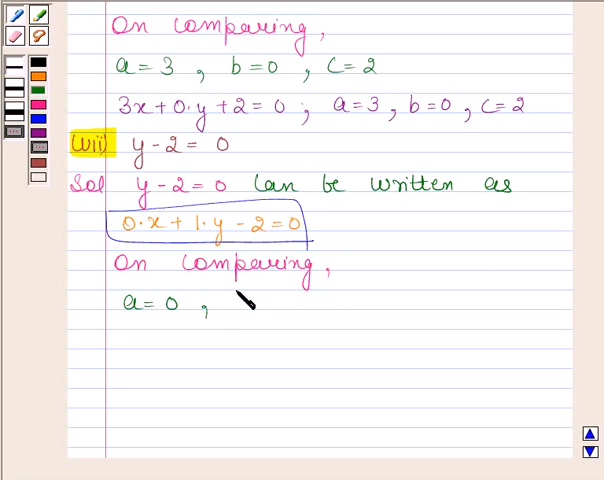 On comparing,
a = 3 , b = 0 , c = 2
3x + 0·y + 2 = 0 ; a = 3 , b = 0 , c = 2
(vii) y - 2 = 0
Sol y - 2 = 0 can be written as
0·x + 1·y - 2 = 0
On comparing,
a = 0 ,